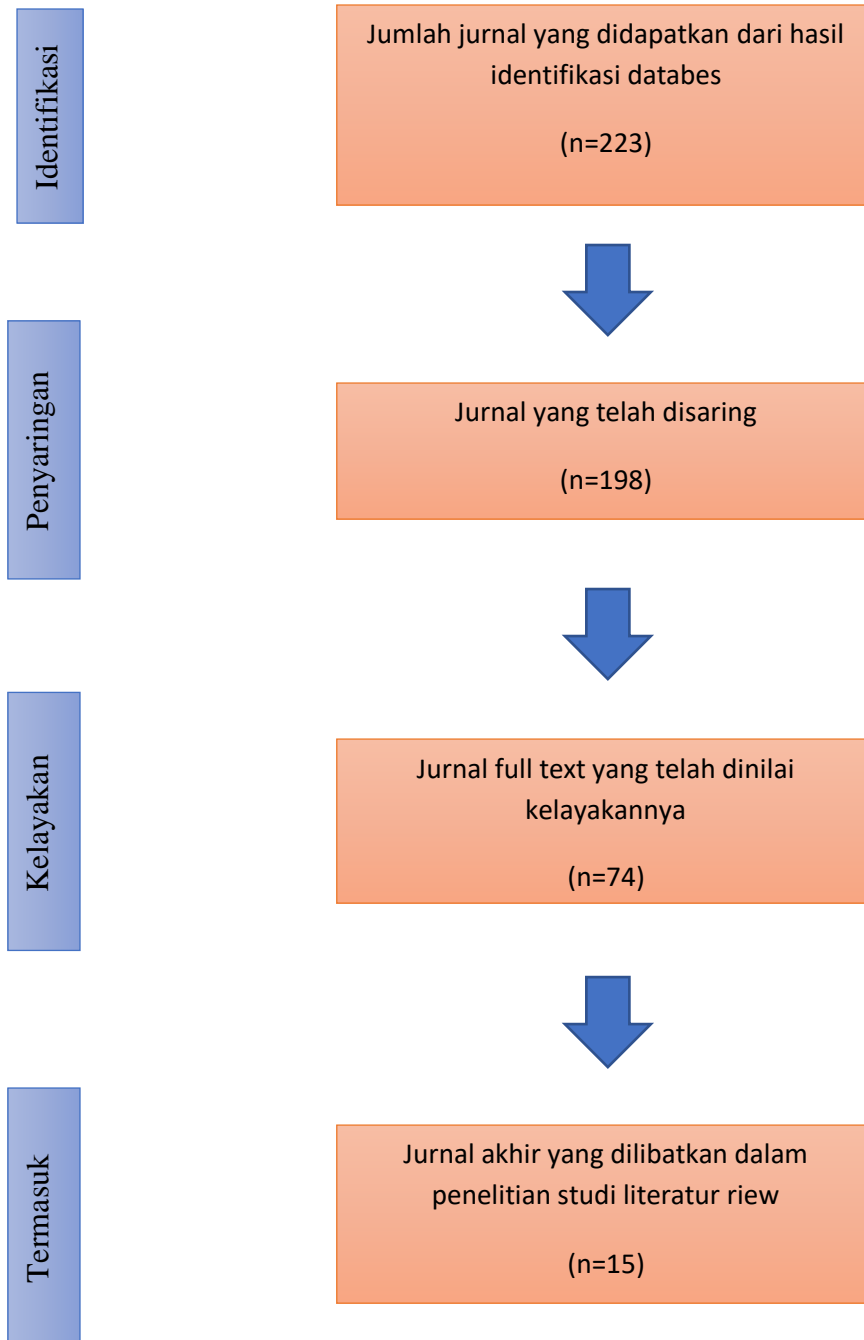 Identifikasi
Jumlah jurnal yang didapatkan dari hasil
identifikasi databes
(n=223)
Penyaringan
Jurnal yang telah disaring
(n=198)
Kelayakan
Jurnal full text yang telah dinilai
kelayakannya
(n=74)
Termasuk
Jurnal akhir yang dilibatkan dalam
penelitian studi literatur riew
(n=15)